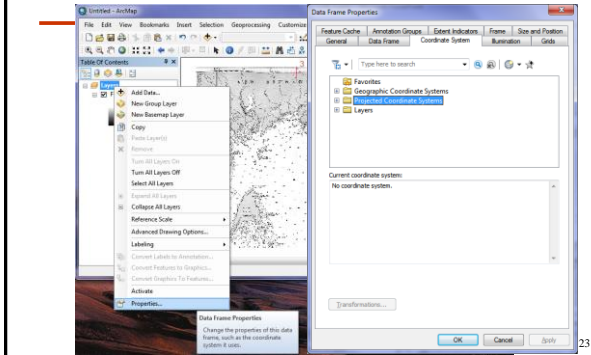 Untitled - ArcMap
File Edit View Bookmarks Insert Selection Geoprocessing Customize
Table Of Contents
3
Add Data...
New Group Layer
New Basemap Layer
Copy
Paste Layer(s)
Remove
Turn All Layers On
Turn All Layers Off
Select All Layers
Expand All Layers
Collapse All Layers
Reference Scale
Advanced Drawing Options...
Labeling
Convert Labels to Annotation...
Convert Features to Graphics...
Convert Graphics To Features...
Activate
Properties...
Data Frame Properties
Change the properties of this data
frame, such as the coordinate
system it uses.
Data Frame Properties
Feature Cache Annotation Groups Extent Indicators Frame Size and Position
General Data Frame Coordinate System Illumination Grids
Type here to search
Favorites
Geographic Coordinate Systems
Projected Coordinate Systems
Layers
Current coordinate system:
No coordinate system.
Transformations...
OK Cancel Apply
23